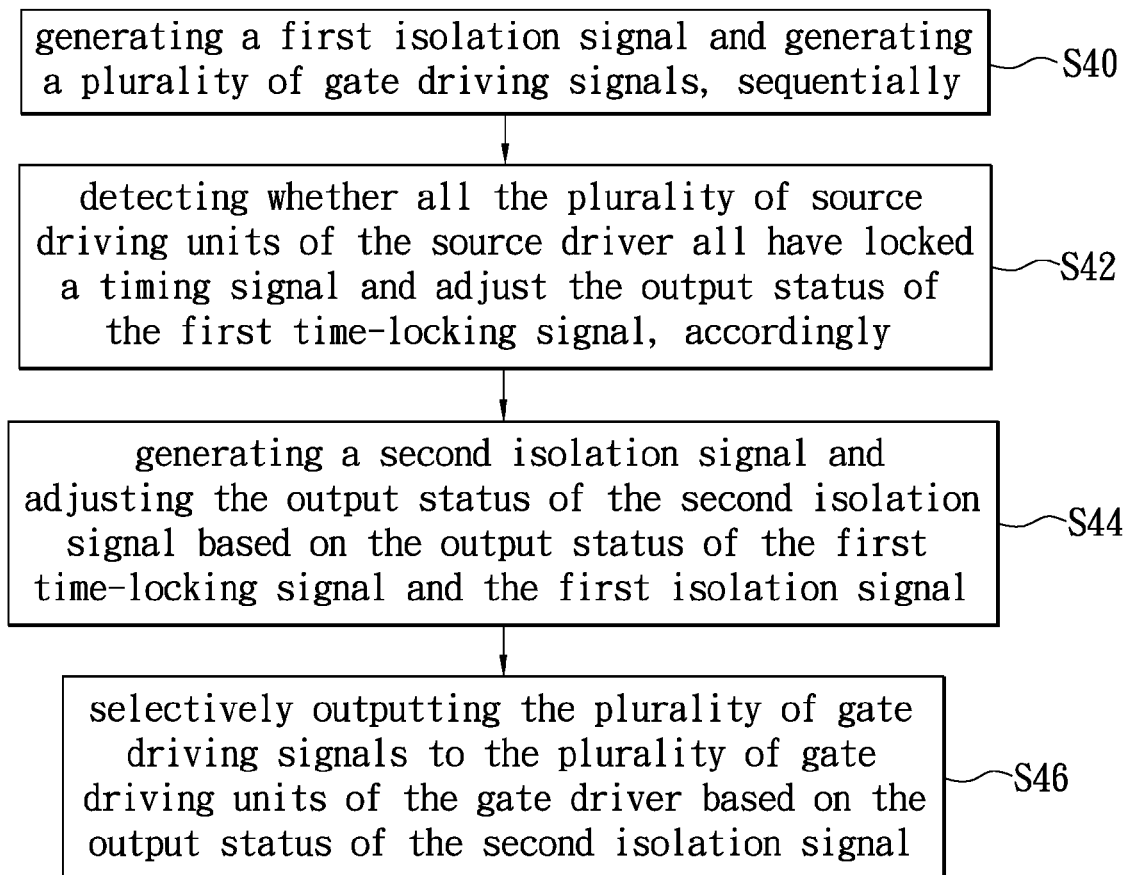 generating a first isolation signal and generating
a plurality of gate driving signals, sequentially
S40
detecting whether all the plurality of source
driving units of the source driver all have locked
a timing signal and adjust the output status of
the first time-locking signal, accordingly
S42
generating a second isolation signal and
adjusting the output status of the second isolation
signal based on the output status of the first
time-locking signal and the first isolation signal
S44
selectively outputting the plurality of gate
driving signals to the plurality of gate
driving units of the gate driver based on the
output status of the second isolation signal
S46